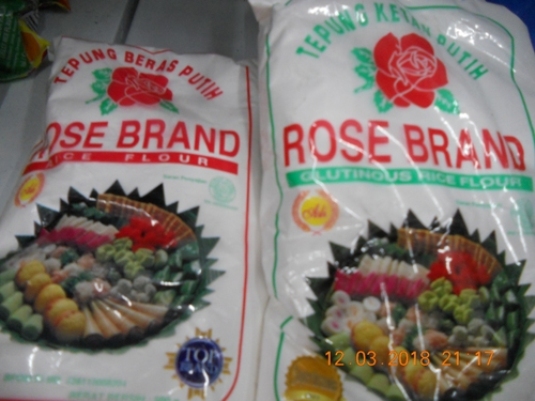 TEPUNG BERAS PUTIH
ROSE BRAND
RICE FLOUR
TOP
TEPUNG KETAN PUTIH
ROSE BRAND
GLUTINOUS RICE FLOUR
12 03 2018 21 17